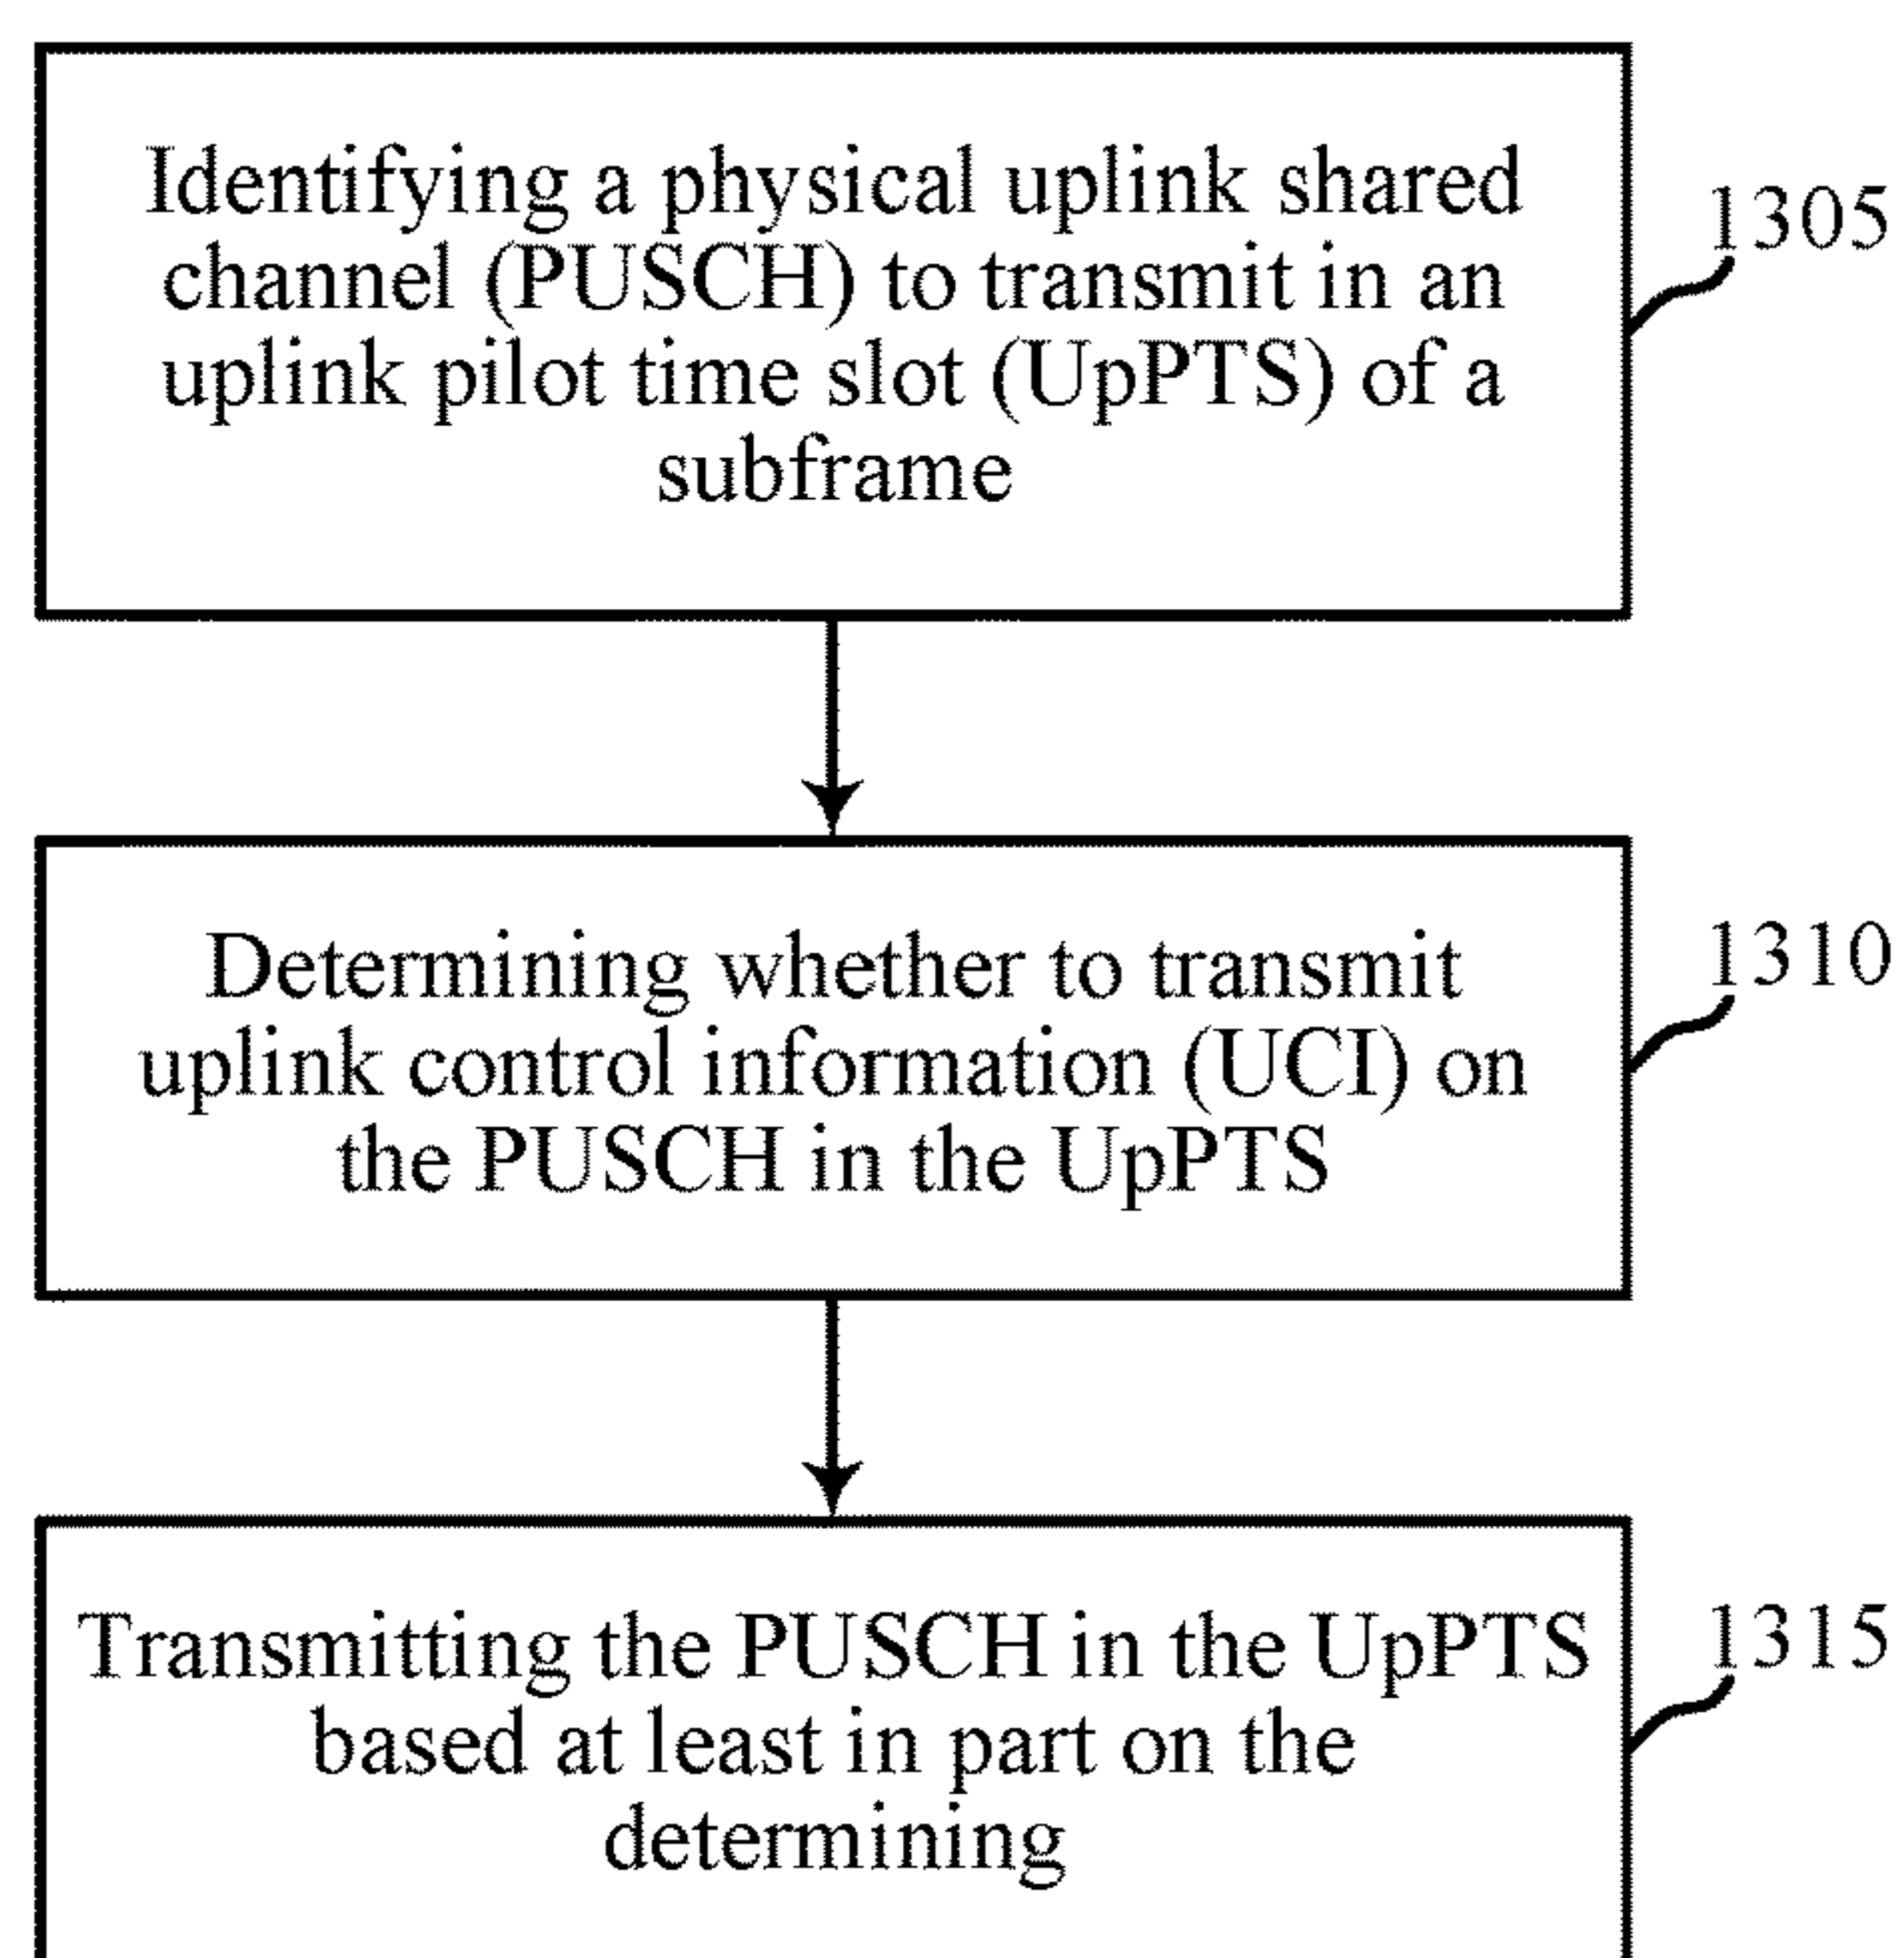 Identifying a physical uplink shared
channel (PUSCH) to transmit in an
uplink pilot time slot (UpPTS) of a
subframe
1305
Determining whether to transmit
uplink control information (UCI) on
the PUSCH in the UpPTS
1310
Transmitting the PUSCH in the UpPTS
based at least in part on the
determining
1315